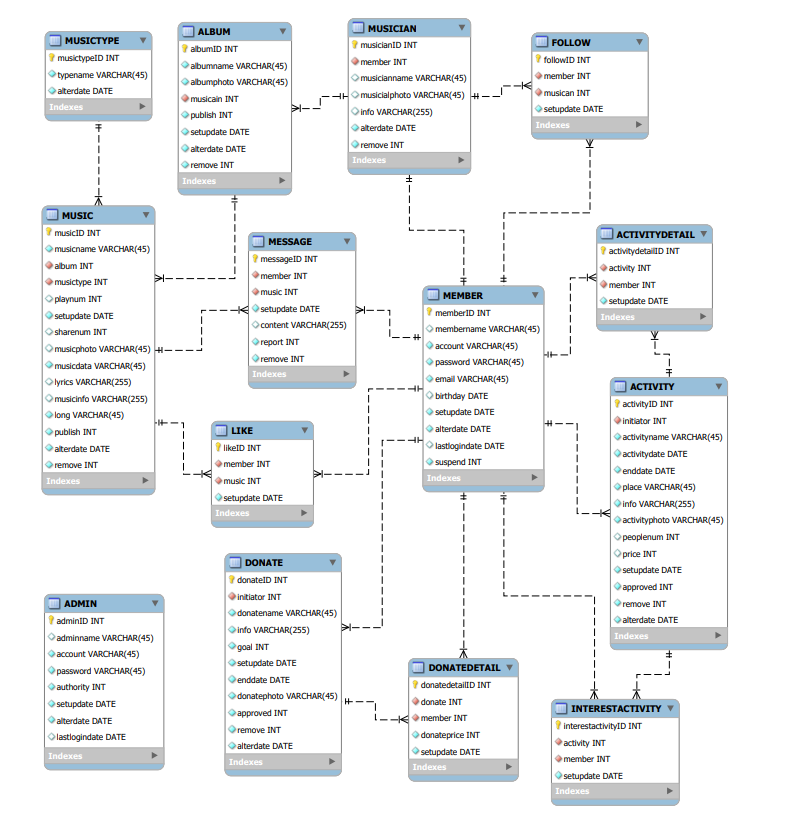 MUSICTYPE
musictypeID INT
typename VARCHAR(45)
alterdate DATE
Indexes
ALBUM
albumID INT
albumname VARCHAR(45)
albumphoto VARCHAR(45)
musicain INT
publish INT
setupdate DATE
alterdate DATE
remove INT
Indexes
MUSICIAN
musicianID INT
member INT
musicianname VARCHAR(45)
musicialphoto VARCHAR(45)
info VARCHAR(255)
alterdate DATE
remove INT
Indexes
FOLLOW
followID INT
member INT
musican INT
setupdate DATE
Indexes
MUSIC
musicID INT
musicname VARCHAR(45)
album INT
musictype INT
playnum INT
setupdate DATE
sharenum INT
musicphoto VARCHAR(45)
musicdata VARCHAR(45)
lyrics VARCHAR(255)
musicinfo VARCHAR(255)
long VARCHAR(45)
publish INT
alterdate DATE
remove INT
Indexes
MESSAGE
messageID INT
member INT
music INT
setupdate DATE
content VARCHAR(255)
report INT
remove INT
Indexes
MEMBER
memberID INT
membername VARCHAR(45)
account VARCHAR(45)
password VARCHAR(45)
email VARCHAR(45)
birthday DATE
setupdate DATE
alterdate DATE
lastlogindate DATE
suspend INT
Indexes
ACTIVITYDETAIL
activitydetailID INT
activity INT
member INT
setupdate DATE
Indexes
ACTIVITY
activityID INT
initiator INT
activityname VARCHAR(45)
activitydate DATE
enddate DATE
place VARCHAR(45)
info VARCHAR(255)
activityphoto VARCHAR(45)
peoplenum INT
price INT
setupdate DATE
approved INT
remove INT
alterdate DATE
Indexes
LIKE
likeID INT
member INT
music INT
setupdate DATE
Indexes
DONATE
donateID INT
initiator INT
donatename VARCHAR(45)
info VARCHAR(255)
goal INT
setupdate DATE
enddate DATE
donatephoto VARCHAR(45)
approved INT
remove INT
alterdate DATE
Indexes
ADMIN
adminID INT
adminname VARCHAR(45)
account VARCHAR(45)
password VARCHAR(45)
authority INT
setupdate DATE
alterdate DATE
lastlogindate DATE
Indexes
DONATEDETAIL
donatedetailID INT
donate INT
member INT
donateprice INT
setupdate DATE
Indexes
INTERESTACTIVITY
interestactivityID INT
activity INT
member INT
setupdate DATE
Indexes